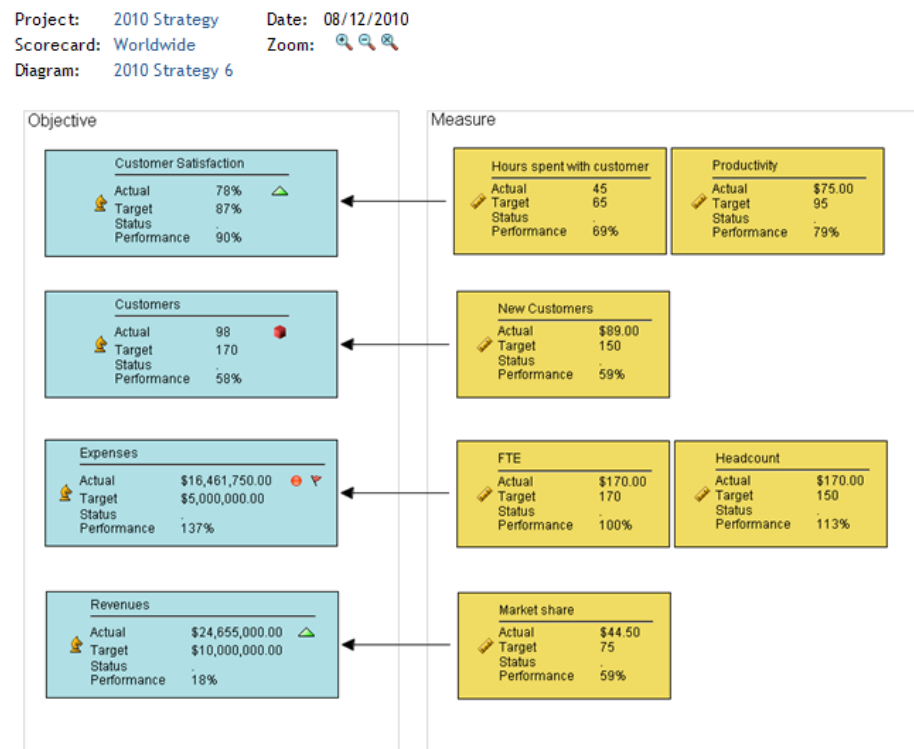 Project: 2010 Strategy Date: 08/12/2010
Scorecard: Worldwide Zoom:
Diagram: 2010 Strategy 6
Objective
Customer Satisfaction
Actual 78%
Target 87%
Status .
Performance 90%
Customers
Actual 98
Target 170
Status .
Performance 58%
Expenses
Actual $16,461,750.00
Target $5,000,000.00
Status .
Performance 137%
Revenues
Actual $24,655,000.00
Target $10,000,000.00
Status .
Performance 18%
Measure
Hours spent with customer
Actual 45
Target 65
Status .
Performance 69%
Productivity
Actual $75.00
Target 95
Status .
Performance 79%
New Customers
Actual $89.00
Target 150
Status .
Performance 59%
FTE
Actual $170.00
Target 170
Status .
Performance 100%
Headcount
Actual $170.00
Target 150
Status .
Performance 113%
Market share
Actual $44.50
Target 75
Status .
Performance 59%